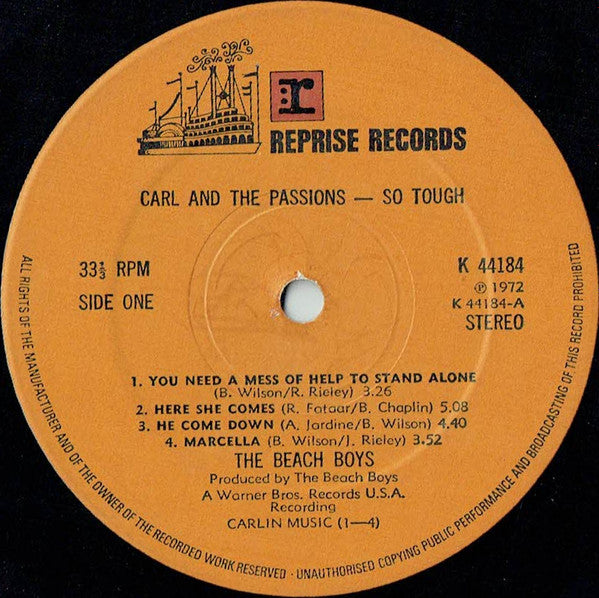 r
REPRISE RECORDS
CARL AND THE PASSIONS — SO TOUGH
33⅓ RPM
SIDE ONE
K 44184
℗ 1972
K 44184-A
STEREO
1. YOU NEED A MESS OF HELP TO STAND ALONE
(B. Wilson/R. Rieley) 3.26
2. HERE SHE COMES (R. Fataar/B. Chaplin) 5.08
3. HE COME DOWN (A. Jardine/B. Wilson) 4.40
4. MARCELLA (B. Wilson/J. Rieley) 3.52
THE BEACH BOYS
Produced by The Beach Boys
A Warner Bros. Records U.S.A.
Recording
CARLIN MUSIC (1—4)
ALL RIGHTS OF THE MANUFACTURER AND OF THE OWNER OF THE RECORDED WORK RESERVED · UNAUTHORISED COPYING PUBLIC PERFORMANCE AND BROADCASTING OF THIS RECORD PROHIBITED